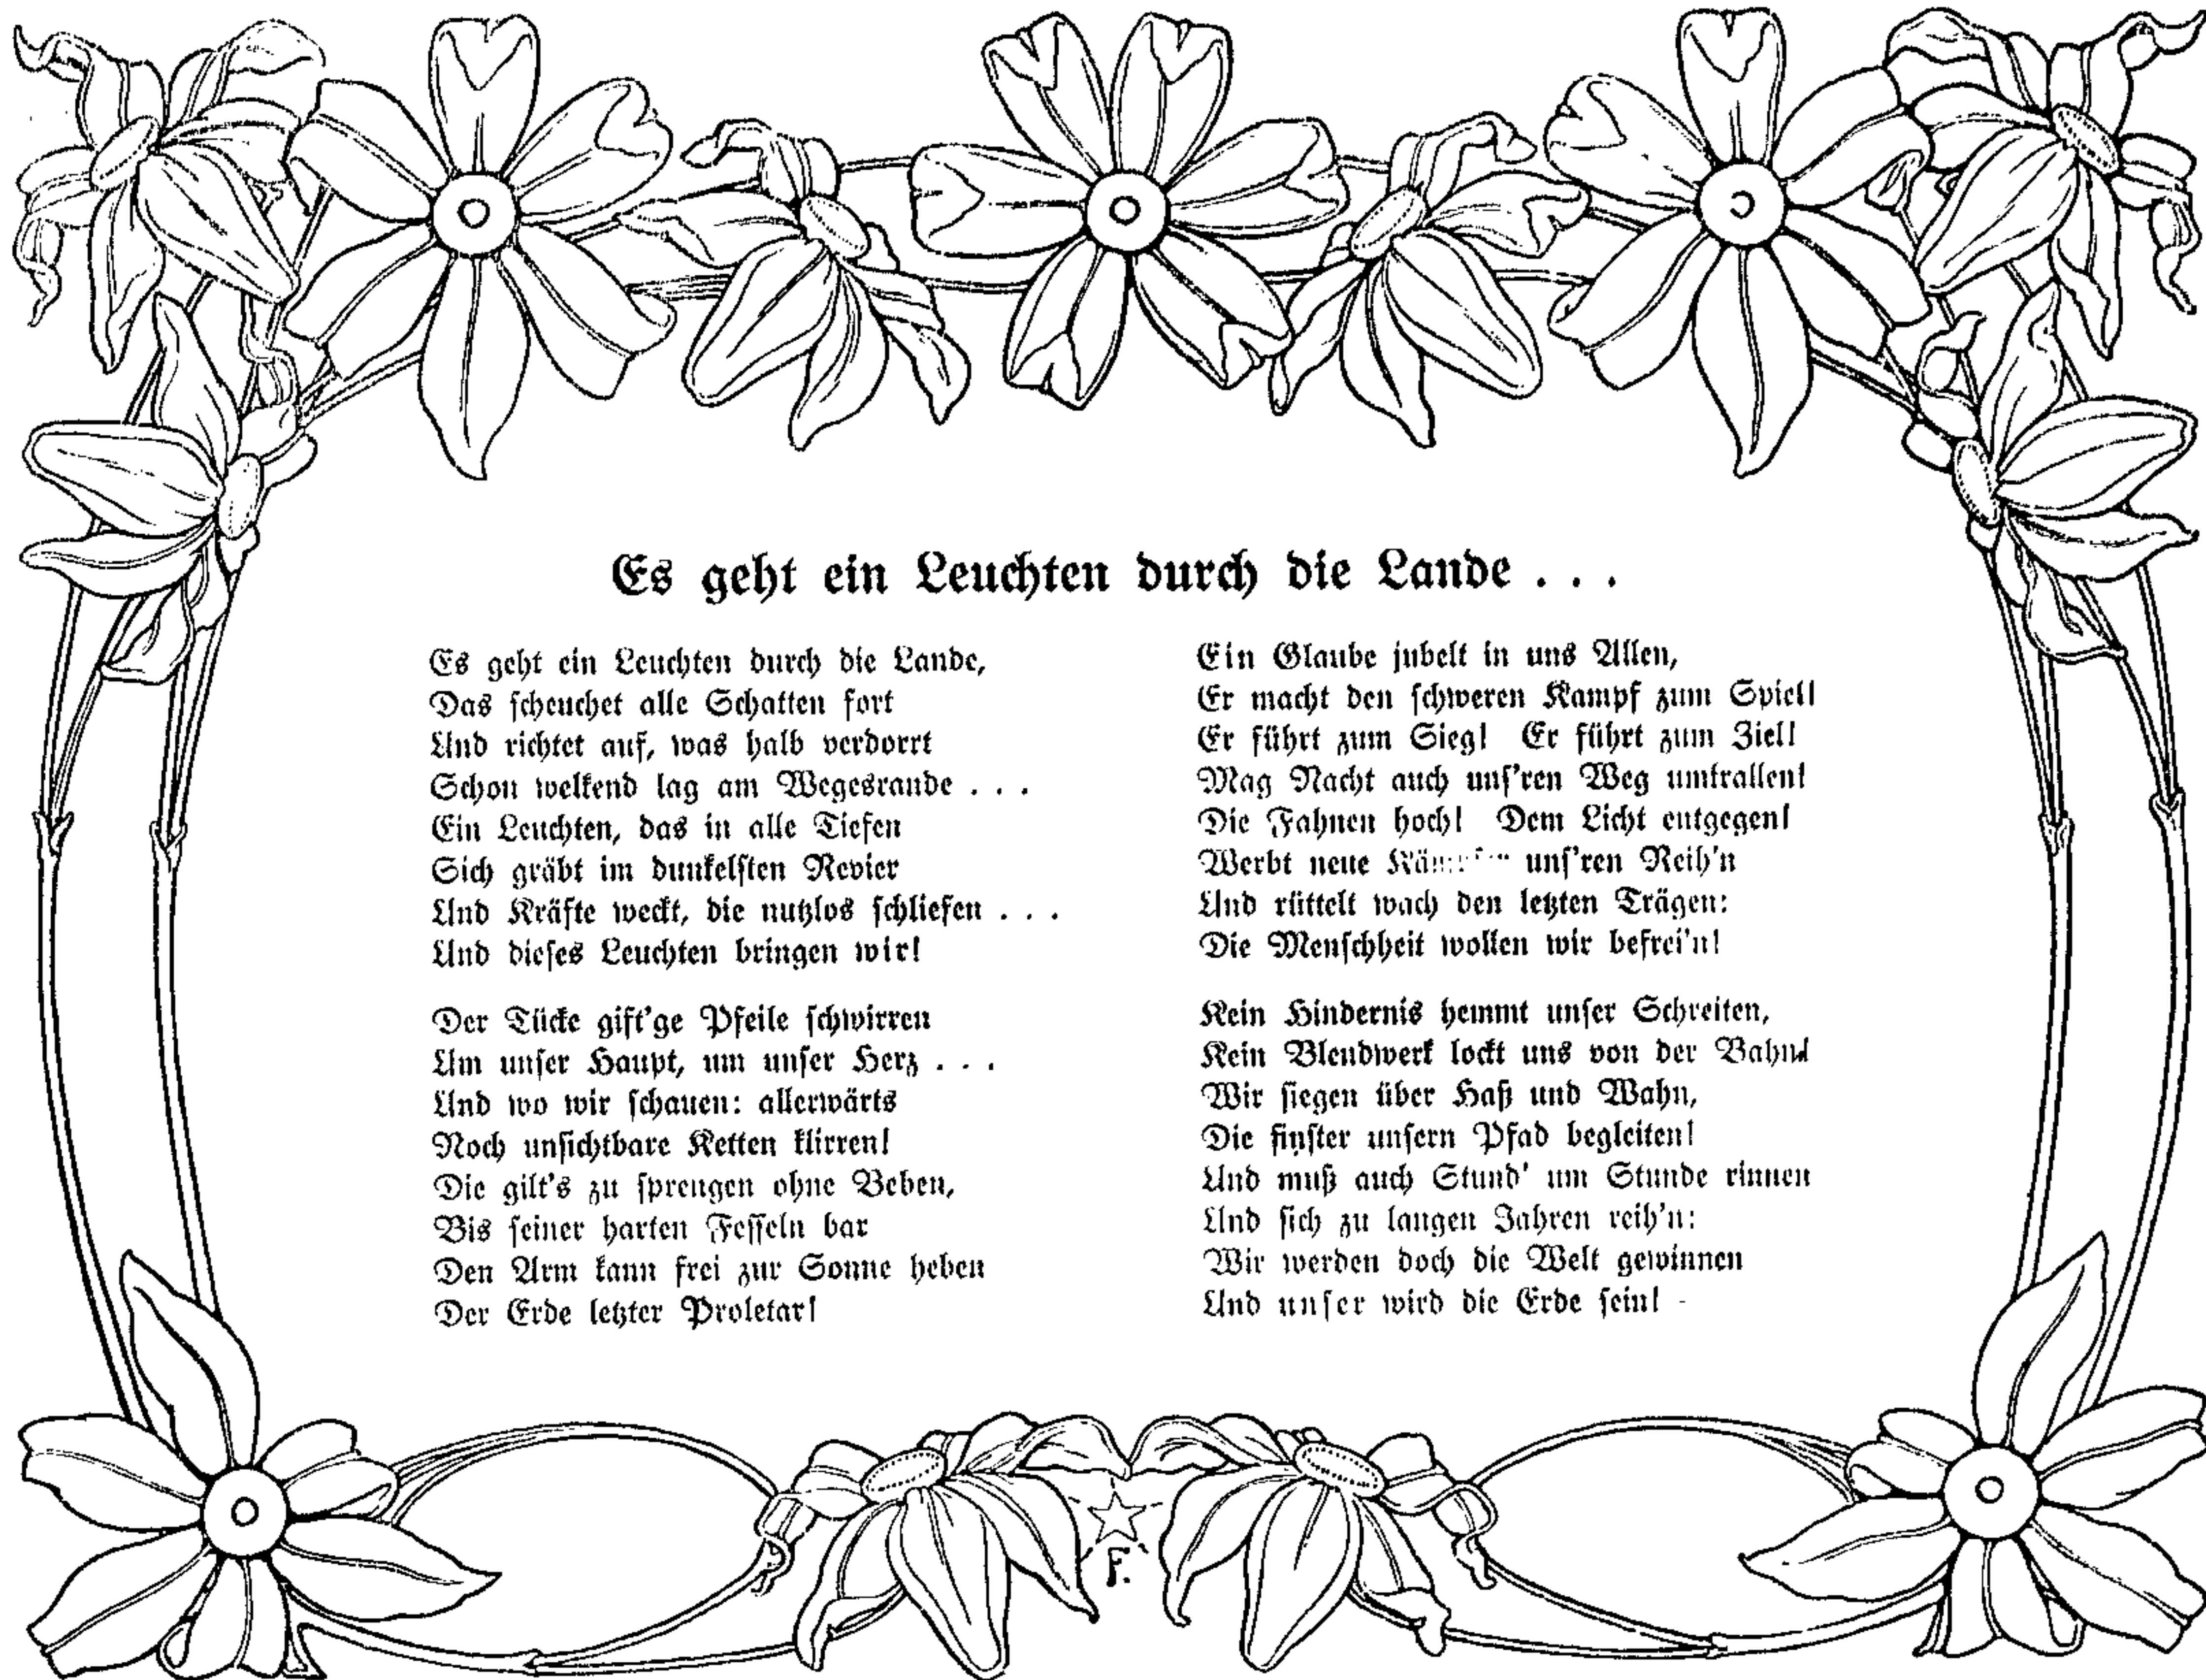 Es geht ein Leuchten durch die Lande . . .
Es geht ein Leuchten durch die Lande,
Das scheuchet alle Schatten fort
Und richtet auf, was halb verdorrt
Schon welkend lag am Wegesrande . . .
Ein Leuchten, das in alle Tiefen
Sich gräbt im dunkelsten Revier
Und Kräfte weckt, die nutzlos schliefen . . .
Und dieses Leuchten bringen wir!
Der Tücke gift'ge Pfeile schwirren
Um unser Haupt, um unser Herz . . .
Und wo wir schauen: allerwärts
Noch unsichtbare Ketten klirren!
Die gilt's zu sprengen ohne Beben,
Bis seiner harten Fesseln bar
Den Arm kann frei zur Sonne heben
Der Erde letzter Proletar!
Ein Glaube jubelt in uns Allen,
Er macht den schweren Kampf zum Spiel!
Er führt zum Sieg! Er führt zum Ziel!
Mag Nacht auch uns'ren Weg umkrallen!
Die Fahnen hoch! Dem Licht entgegen!
Werbt neue uns'ren Reih'n
Und rüttelt wach den letzten Trägen:
Die Menschheit wollen wir befrei'n!
Kein Hindernis hemmt unser Schreiten,
Kein Blendwerk lockt uns von der Bahn!
Wir siegen über Haß und Wahn,
Die finster unsern Pfad begleiten!
Und muß auch Stund' um Stunde rinnen
Und sich zu langen Jahren reih'n:
Wir werden doch die Welt gewinnen
Und unser wird die Erde sein!
F.